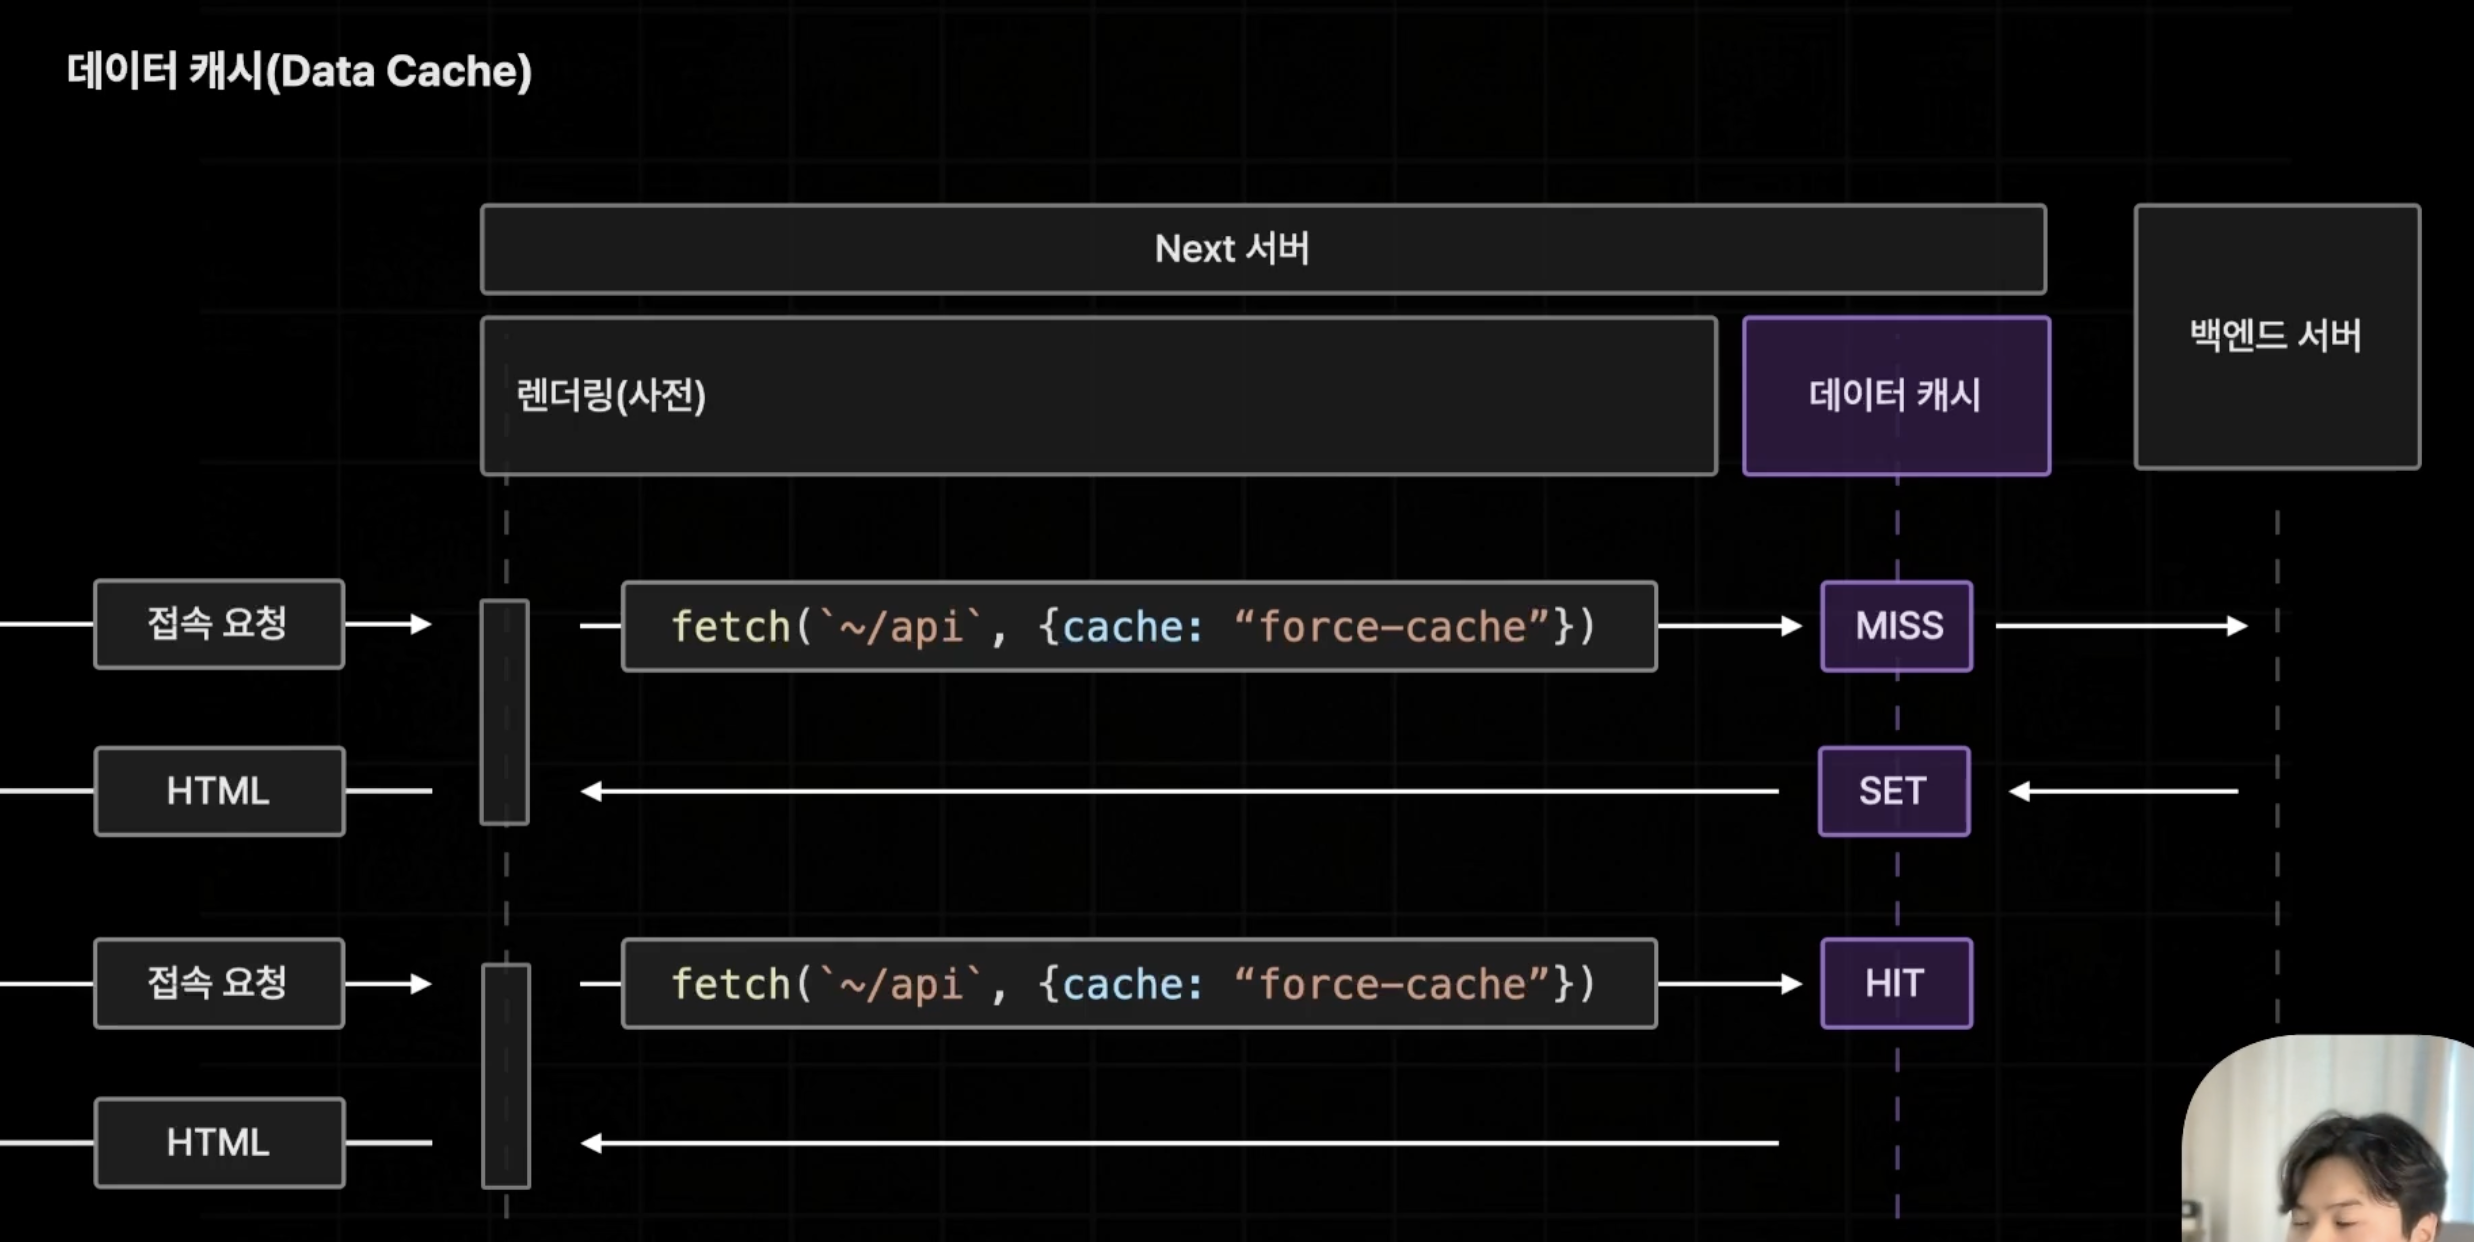 데이터 캐시(Data Cache)
Next 서버
백엔드 서버
렌더링(사전)
데이터 캐시
접속 요청
fetch(`~/api`, {cache: “force-cache”})
MISS
HTML
SET
접속 요청
fetch(`~/api`, {cache: “force-cache”})
HIT
HTML